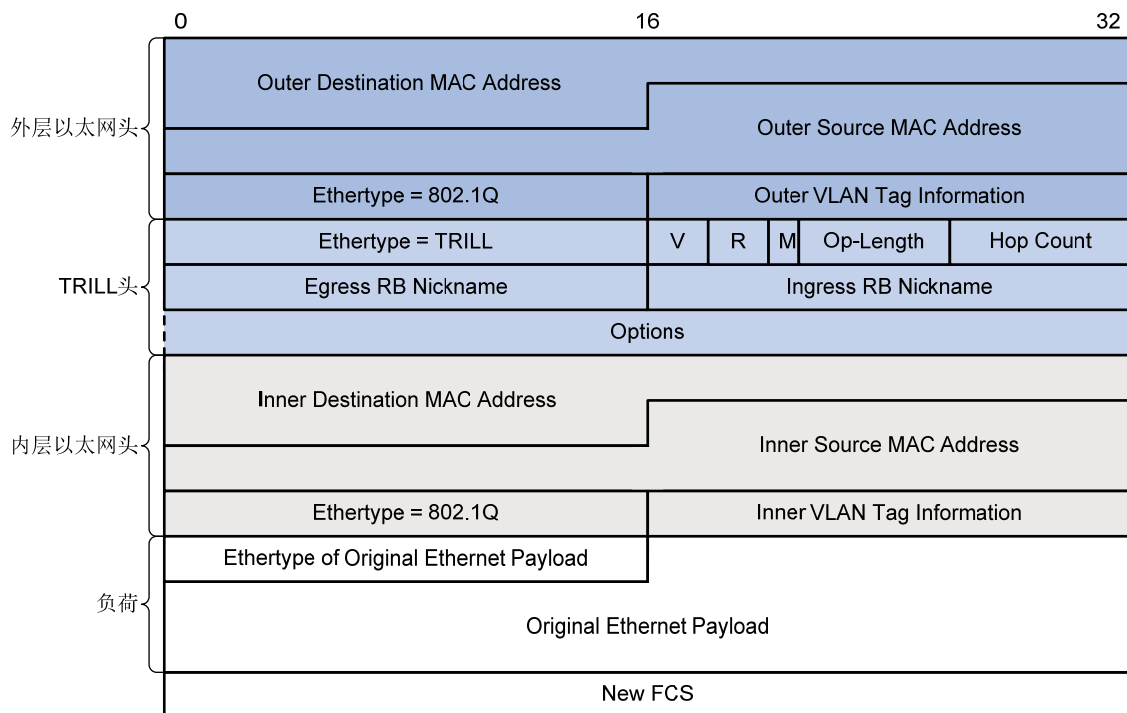 0 16 32
外层以太网头
Outer Destination MAC Address
Outer Source MAC Address
Ethertype = 802.1Q
Outer VLAN Tag Information
TRILL头
Ethertype = TRILL
V
R
M
Op-Length
Hop Count
Egress RB Nickname
Ingress RB Nickname
Options
内层以太网头
Inner Destination MAC Address
Inner Source MAC Address
Ethertype = 802.1Q
Inner VLAN Tag Information
负荷
Ethertype of Original Ethernet Payload
Original Ethernet Payload
New FCS